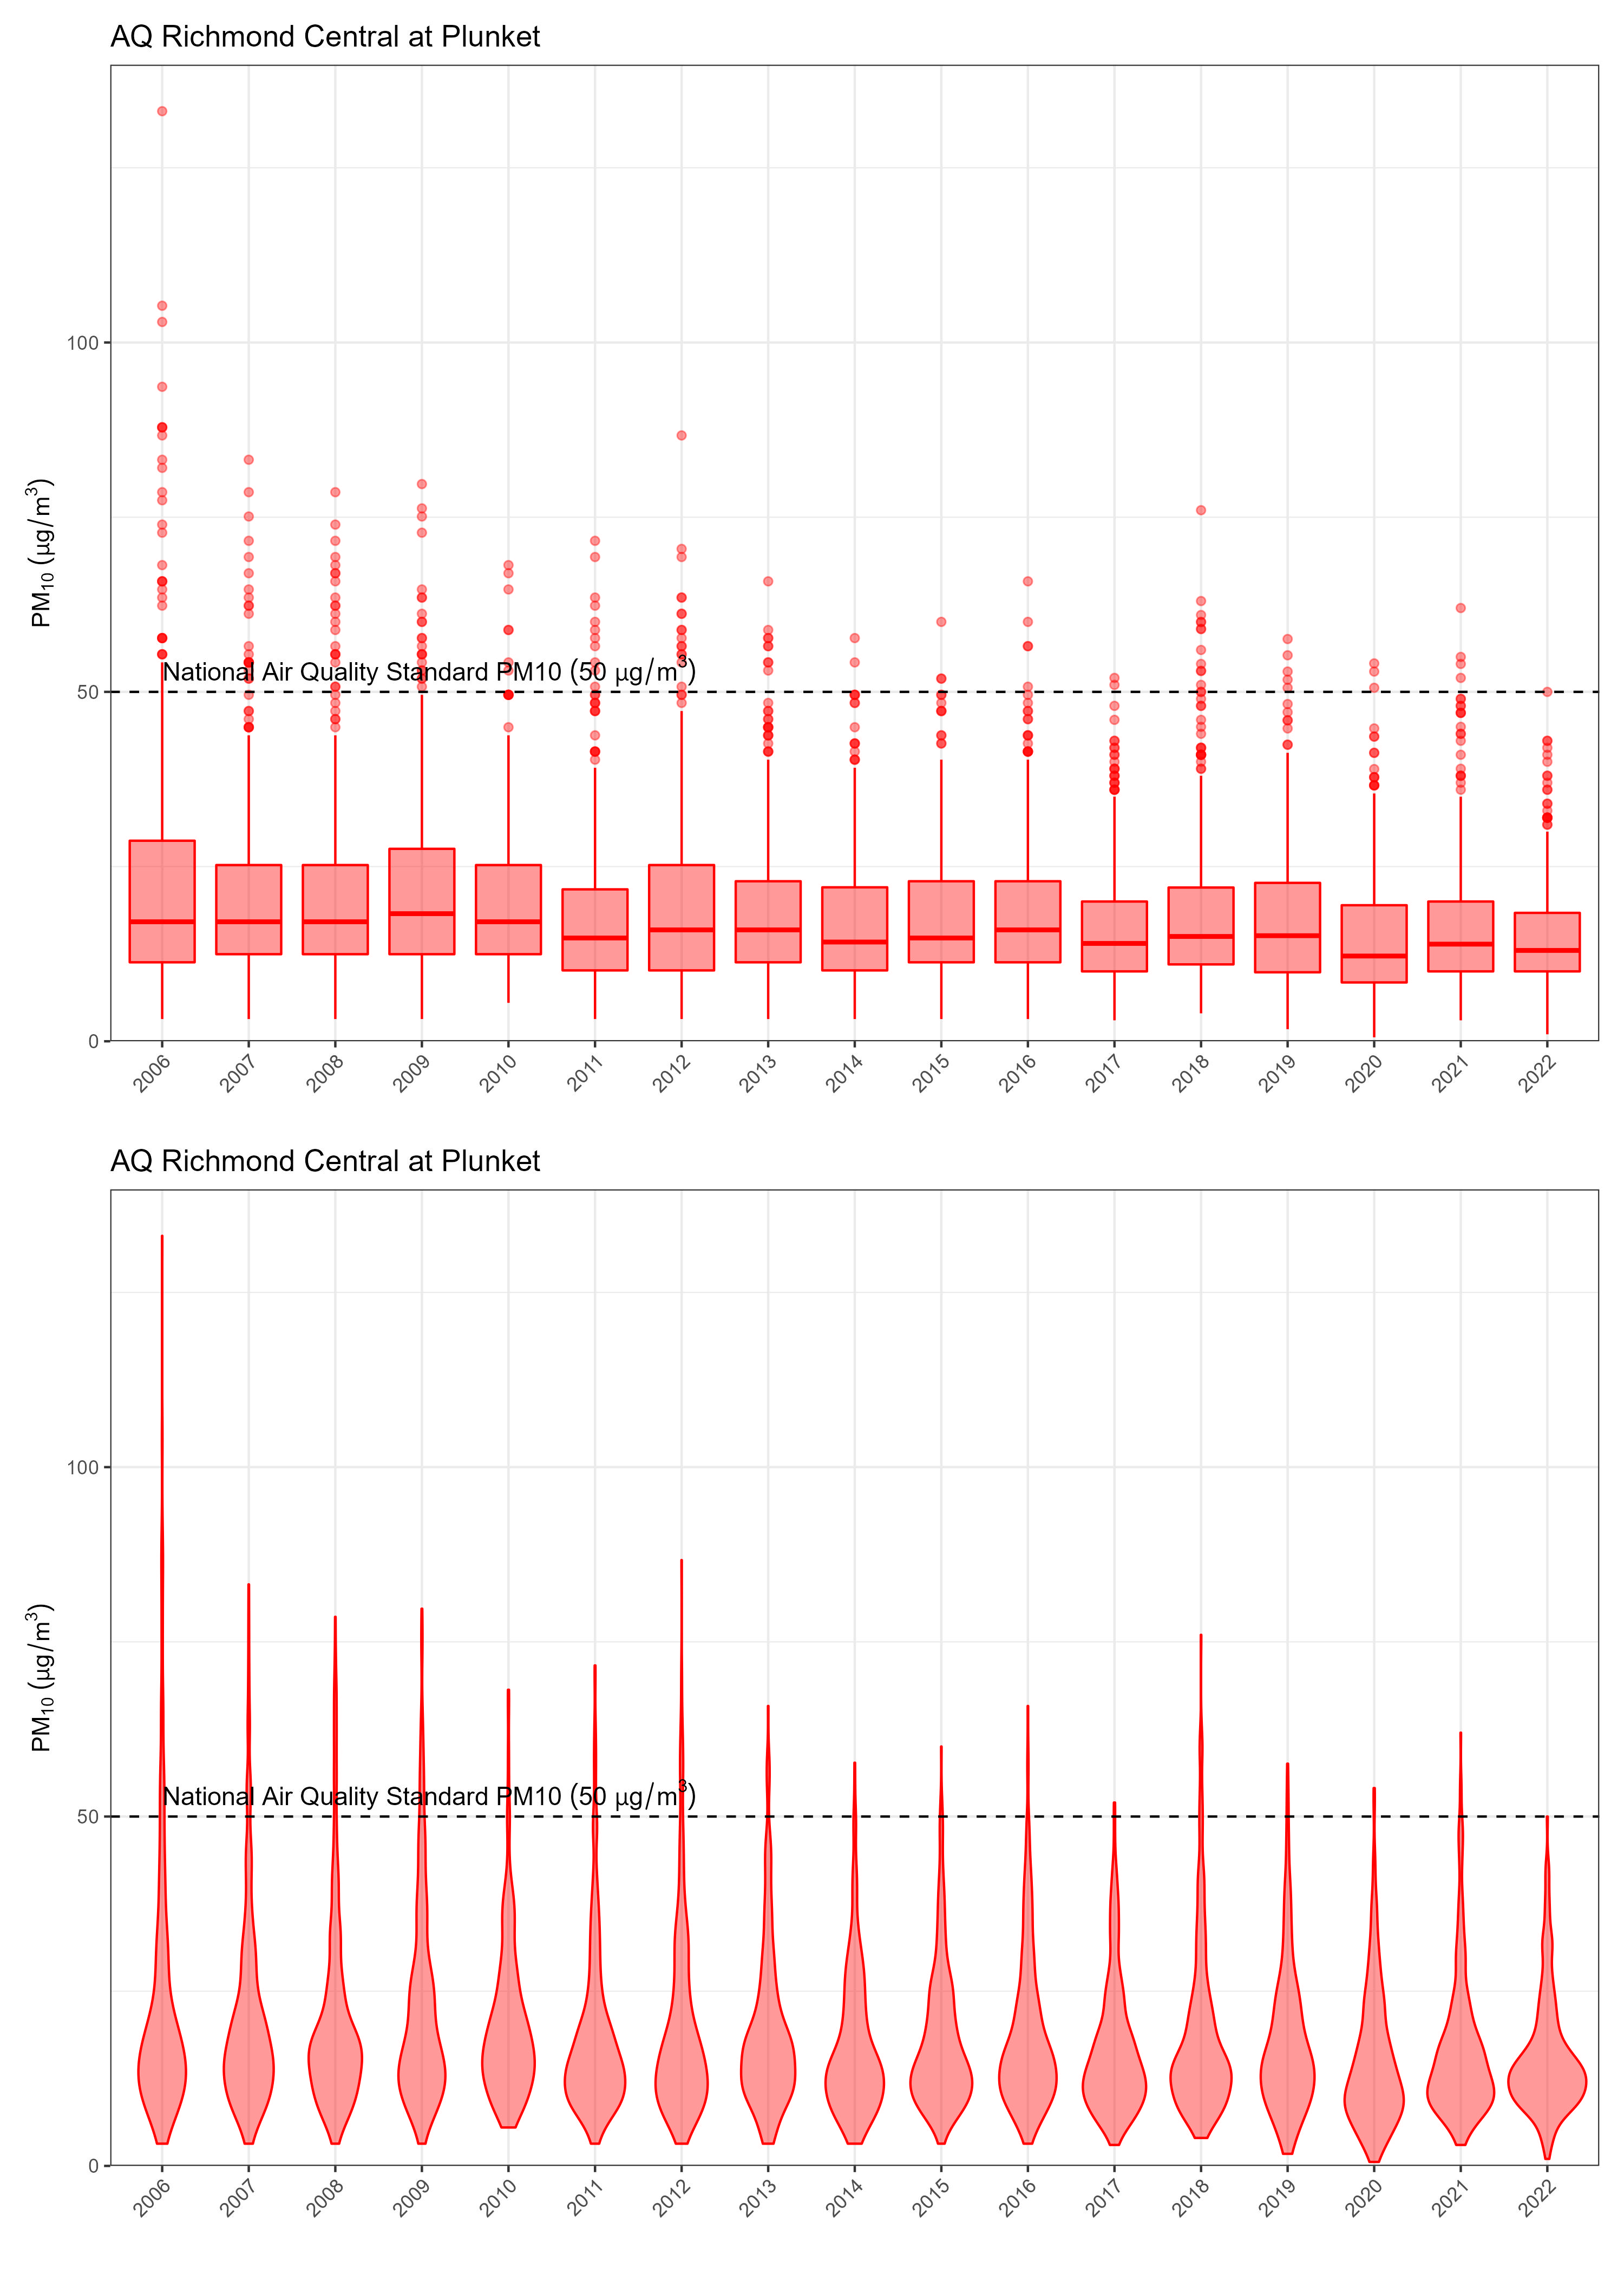 AQ Richmond Central at Plunket
PM₁₀ (µg/m³)
100
50
0
National Air Quality Standard PM10 (50 µg/m³)
2006 2007 2008 2009 2010 2011 2012 2013 2014 2015 2016 2017 2018 2019 2020 2021 2022
AQ Richmond Central at Plunket
PM₁₀ (µg/m³)
100
50
0
National Air Quality Standard PM10 (50 µg/m³)
2006 2007 2008 2009 2010 2011 2012 2013 2014 2015 2016 2017 2018 2019 2020 2021 2022